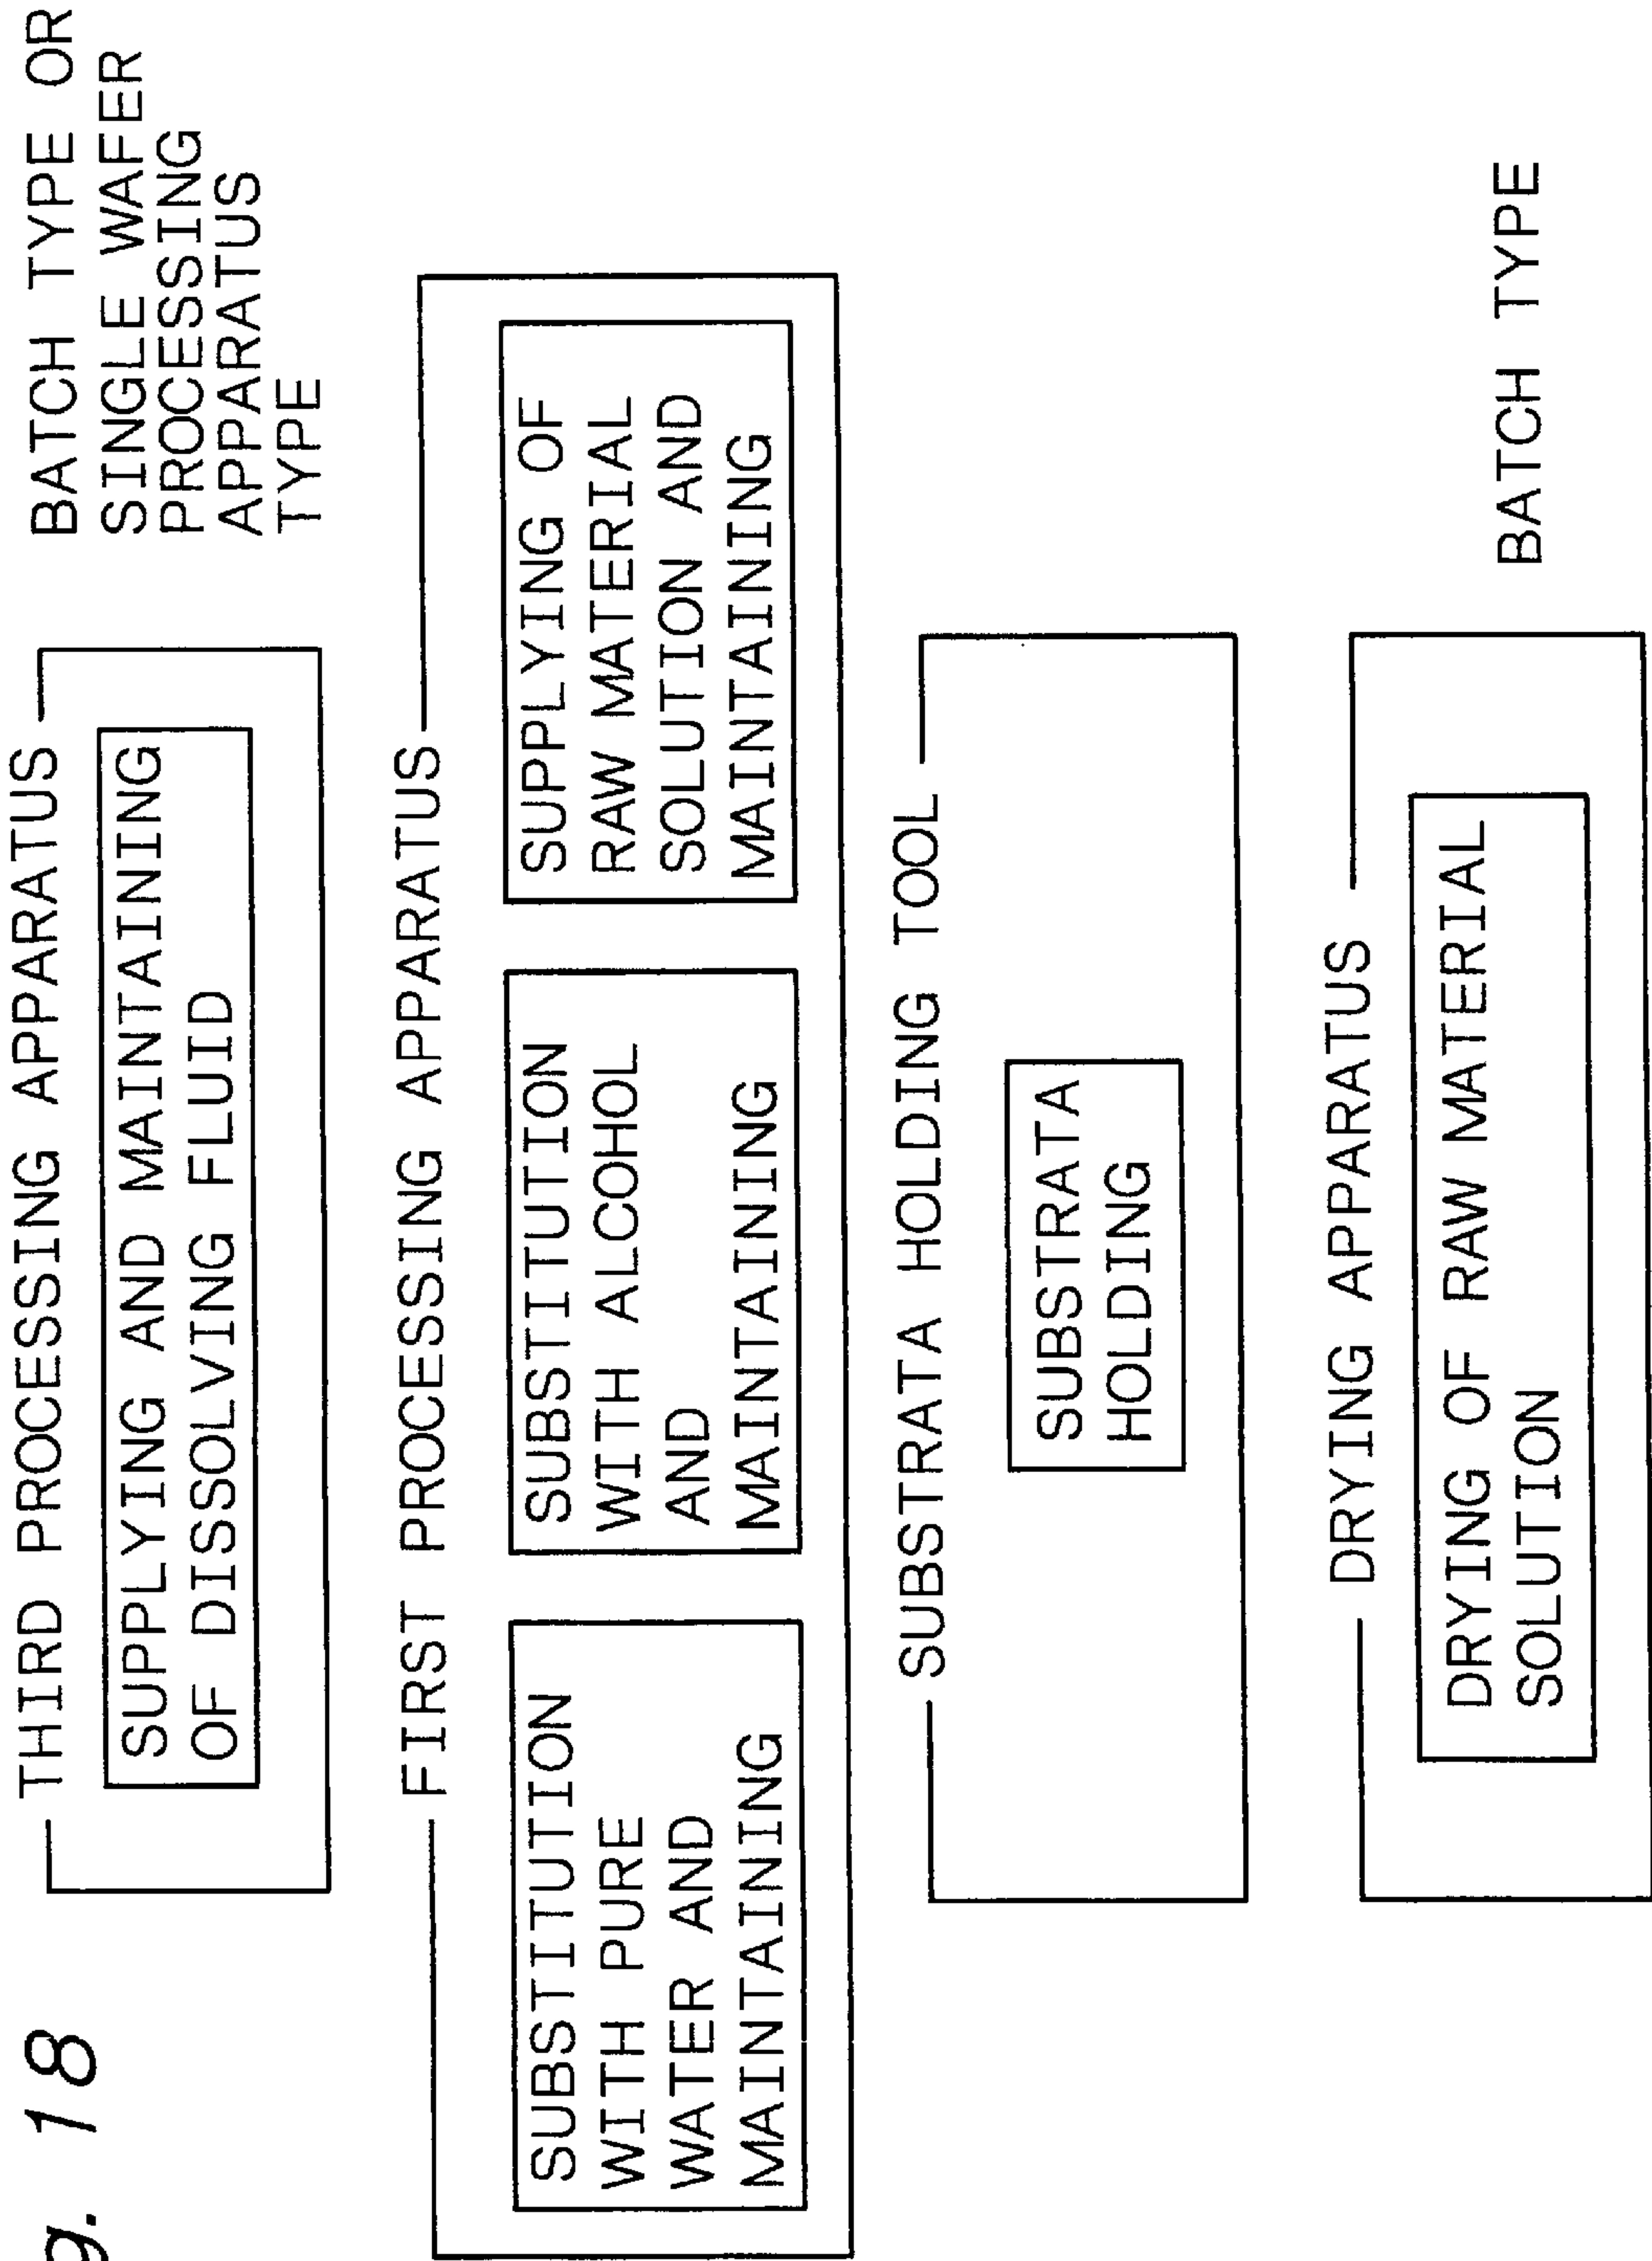 g. 18
THIRD PROCESSING APPARATUS
SUPPLYING AND MAINTAINING
OF DISSOLVING FLUID
BATCH TYPE OR
SINGLE WAFER
PROCESSING
APPARATUS
TYPE
FIRST PROCESSING APPARATUS
SUBSTITUTION
WITH PURE
WATER AND
MAINTAINING
SUBSTITUTION
WITH ALCOHOL
AND
MAINTAINING
SUPPLYING OF
RAW MATERIAL
SOLUTION AND
MAINTAINING
SUBSTRATA HOLDING TOOL
SUBSTRATA
HOLDING
DRYING APPARATUS
DRYING OF RAW MATERIAL
SOLUTION
BATCH TYPE